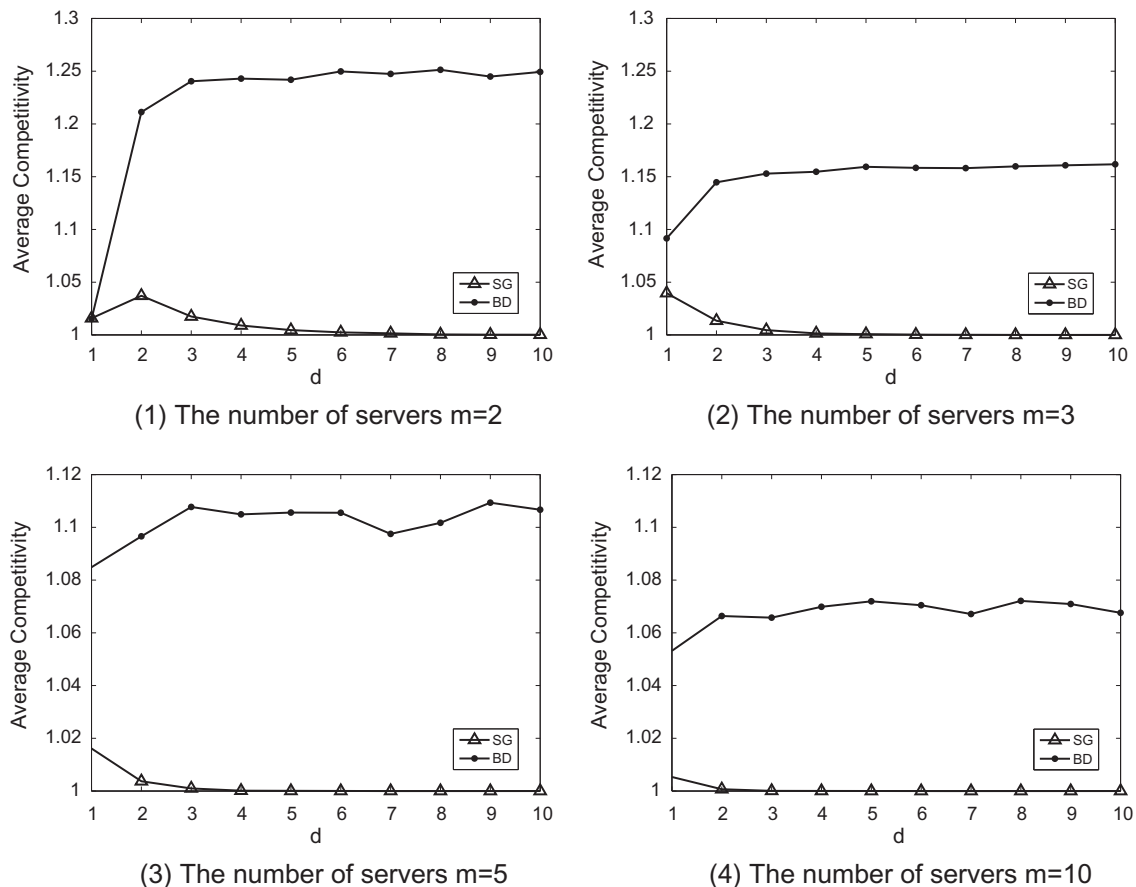 1.3
1.25
1.2
1.15
1.1
1.05
1
Average Competitivity
1 2 3 4 5 6 7 8 9 10
d
SG
BD
(1) The number of servers m=2
1.3
1.25
1.2
1.15
1.1
1.05
1
Average Competitivity
1 2 3 4 5 6 7 8 9 10
d
SG
BD
(2) The number of servers m=3
1.12
1.1
1.08
1.06
1.04
1.02
1
Average Competitivity
1 2 3 4 5 6 7 8 9 10
d
SG
BD
(3) The number of servers m=5
1.12
1.1
1.08
1.06
1.04
1.02
1
Average Competitivity
1 2 3 4 5 6 7 8 9 10
d
SG
BD
(4) The number of servers m=10